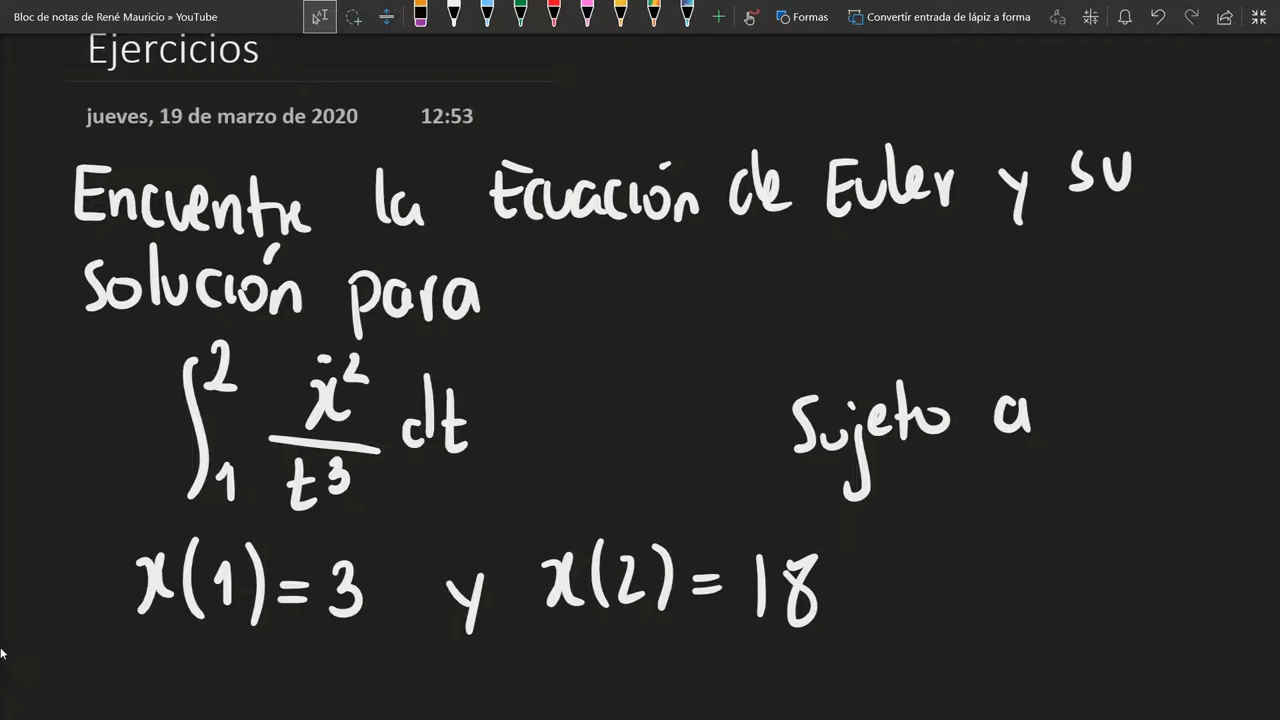 Bloc de notas de René Mauricio » YouTube
Formas
Convertir entrada de lápiz a forma
Ejercicios
jueves, 19 de marzo de 2020 12:53
Encuentre la Ecuación de Euler y su
solución para
∫₁² ẋ²/t³ dt sujeto a
x(1)=3 y x(2)=18